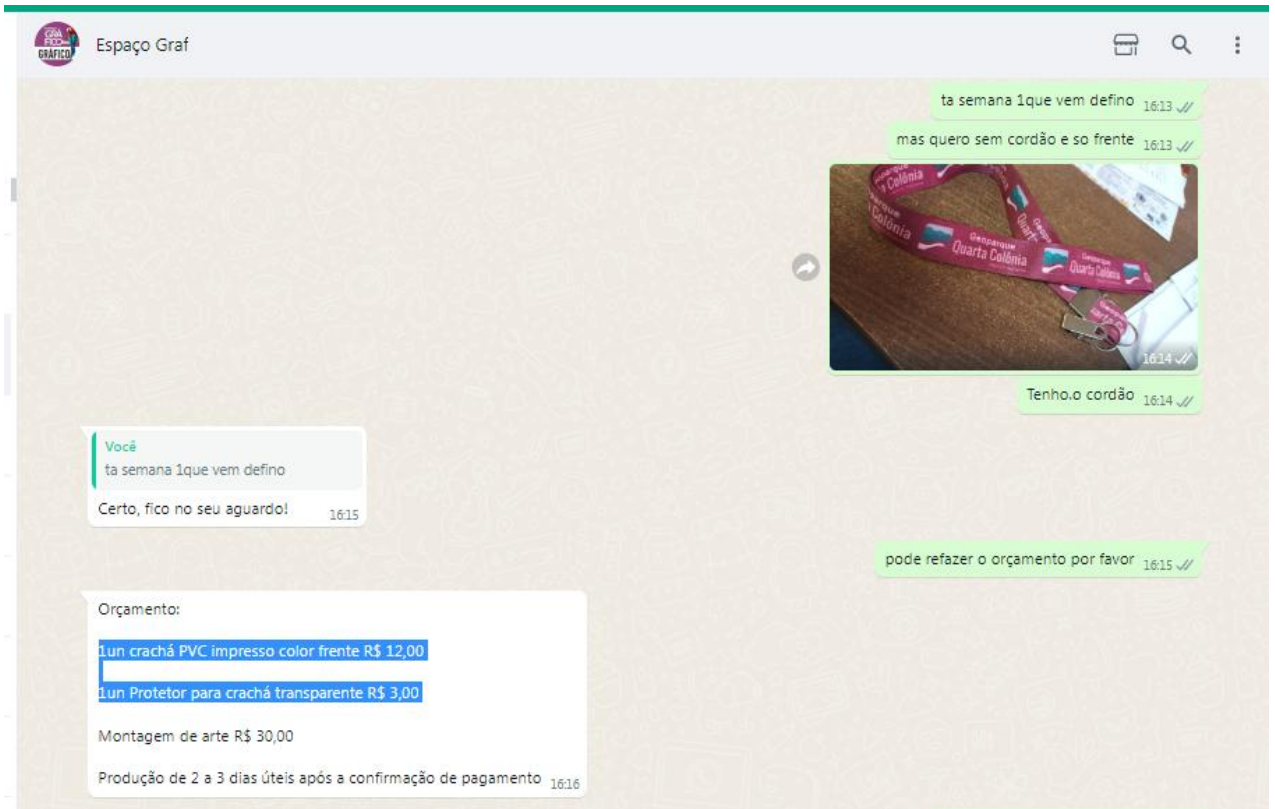 GRÁ
FICO
GRÁFICO
Espaço Graf
ta semana 1que vem defino 16:13
mas quero sem cordão e so frente 16:13
Colônia
Geoparque
Quarta Colônia
Quarta Colônia
Geoparque
16:14
Tenho.o cordão 16:14
Você
ta semana 1que vem defino
Certo, fico no seu aguardo! 16:15
pode refazer o orçamento por favor 16:15
Orçamento:
1un crachá PVC impresso color frente R$ 12,00
1un Protetor para crachá transparente R$ 3,00
Montagem de arte R$ 30,00
Produção de 2 a 3 dias úteis após a confirmação de pagamento 16:16